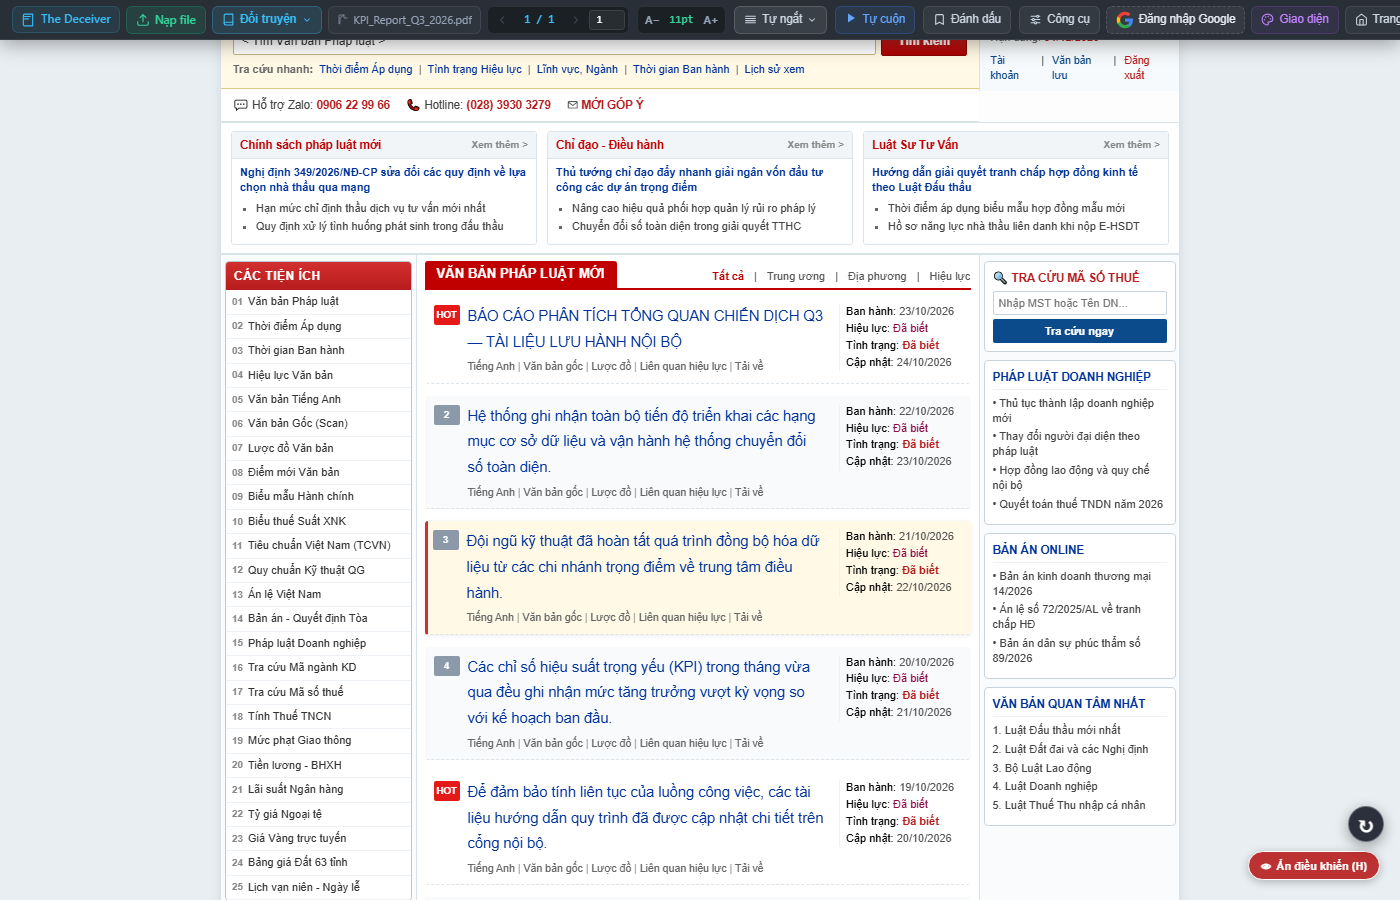 The Deceiver
Nạp file
Đổi truyện
KPI_Report_Q3_2026.pdf
1 / 1
1
A− 11pt A+
Tự ngắt
Tự cuộn
Đánh dấu
Công cụ
Đăng nhập Google
Giao diện
Trang
Tra cứu nhanh: Thời điểm Áp dụng | Tình trạng Hiệu lực | Lĩnh vực, Ngành | Thời gian Ban hành | Lịch sử xem
Tài khoản | Văn bản lưu | Đăng xuất
Hỗ trợ Zalo: 0906 22 99 66 Hotline: (028) 3930 3279 MỜI GÓP Ý
Chính sách pháp luật mới Xem thêm >
Nghị định 349/2026/NĐ-CP sửa đổi các quy định về lựa
chọn nhà thầu qua mạng
Hạn mức chỉ định thầu dịch vụ tư vấn mới nhất
Quy định xử lý tình huống phát sinh trong đấu thầu
Chỉ đạo - Điều hành Xem thêm >
Thủ tướng chỉ đạo đẩy nhanh giải ngân vốn đầu tư
công các dự án trọng điểm
Nâng cao hiệu quả phối hợp quản lý rủi ro pháp lý
Chuyển đổi số toàn diện trong giải quyết TTHC
Luật Sư Tư Vấn Xem thêm >
Hướng dẫn giải quyết tranh chấp hợp đồng kinh tế
theo Luật Đấu thầu
Thời điểm áp dụng biểu mẫu hợp đồng mẫu mới
Hồ sơ năng lực nhà thầu liên danh khi nộp E-HSDT
CÁC TIỆN ÍCH
01 Văn bản Pháp luật
02 Thời điểm Áp dụng
03 Thời gian Ban hành
04 Hiệu lực Văn bản
05 Văn bản Tiếng Anh
06 Văn bản Gốc (Scan)
07 Lược đồ Văn bản
08 Điểm mới Văn bản
09 Biểu mẫu Hành chính
10 Biểu thuế Suất XNK
11 Tiêu chuẩn Việt Nam (TCVN)
12 Quy chuẩn Kỹ thuật QG
13 Án lệ Việt Nam
14 Bản án - Quyết định Tòa
15 Pháp luật Doanh nghiệp
16 Tra cứu Mã ngành KD
17 Tra cứu Mã số thuế
18 Tính Thuế TNCN
19 Mức phạt Giao thông
20 Tiền lương - BHXH
21 Lãi suất Ngân hàng
22 Tỷ giá Ngoại tệ
23 Giá Vàng trực tuyến
24 Bảng giá Đất 63 tỉnh
25 Lịch vạn niên - Ngày lễ
VĂN BẢN PHÁP LUẬT MỚI
Tất cả | Trung ương | Địa phương | Hiệu lực
HOT BÁO CÁO PHÂN TÍCH TỔNG QUAN CHIẾN DỊCH Q3
— TÀI LIỆU LƯU HÀNH NỘI BỘ
Tiếng Anh | Văn bản gốc | Lược đồ | Liên quan hiệu lực | Tải về
Ban hành: 23/10/2026
Hiệu lực: Đã biết
Tình trạng: Đã biết
Cập nhật: 24/10/2026
2 Hệ thống ghi nhận toàn bộ tiến độ triển khai các hạng
mục cơ sở dữ liệu và vận hành hệ thống chuyển đổi
số toàn diện.
Tiếng Anh | Văn bản gốc | Lược đồ | Liên quan hiệu lực | Tải về
Ban hành: 22/10/2026
Hiệu lực: Đã biết
Tình trạng: Đã biết
Cập nhật: 23/10/2026
3 Đội ngũ kỹ thuật đã hoàn tất quá trình đồng bộ hóa dữ
liệu từ các chi nhánh trọng điểm về trung tâm điều
hành.
Tiếng Anh | Văn bản gốc | Lược đồ | Liên quan hiệu lực | Tải về
Ban hành: 21/10/2026
Hiệu lực: Đã biết
Tình trạng: Đã biết
Cập nhật: 22/10/2026
4 Các chỉ số hiệu suất trọng yếu (KPI) trong tháng vừa
qua đều ghi nhận mức tăng trưởng vượt kỳ vọng so
với kế hoạch ban đầu.
Tiếng Anh | Văn bản gốc | Lược đồ | Liên quan hiệu lực | Tải về
Ban hành: 20/10/2026
Hiệu lực: Đã biết
Tình trạng: Đã biết
Cập nhật: 21/10/2026
HOT Để đảm bảo tính liên tục của luồng công việc, các tài
liệu hướng dẫn quy trình đã được cập nhật chi tiết trên
cổng nội bộ.
Tiếng Anh | Văn bản gốc | Lược đồ | Liên quan hiệu lực | Tải về
Ban hành: 19/10/2026
Hiệu lực: Đã biết
Tình trạng: Đã biết
Cập nhật: 20/10/2026
TRA CỨU MÃ SỐ THUẾ
Nhập MST hoặc Tên DN...
Tra cứu ngay
PHÁP LUẬT DOANH NGHIỆP
• Thủ tục thành lập doanh nghiệp
mới
• Thay đổi người đại diện theo
pháp luật
• Hợp đồng lao động và quy chế
nội bộ
• Quyết toán thuế TNDN năm 2026
BẢN ÁN ONLINE
• Bản án kinh doanh thương mại
14/2026
• Án lệ số 72/2025/AL về tranh
chấp HĐ
• Bản án dân sự phúc thẩm số
89/2026
VĂN BẢN QUAN TÂM NHẤT
1. Luật Đấu thầu mới nhất
2. Luật Đất đai và các Nghị định
3. Bộ Luật Lao động
4. Luật Doanh nghiệp
5. Luật Thuế Thu nhập cá nhân
Ẩn điều khiển (H)